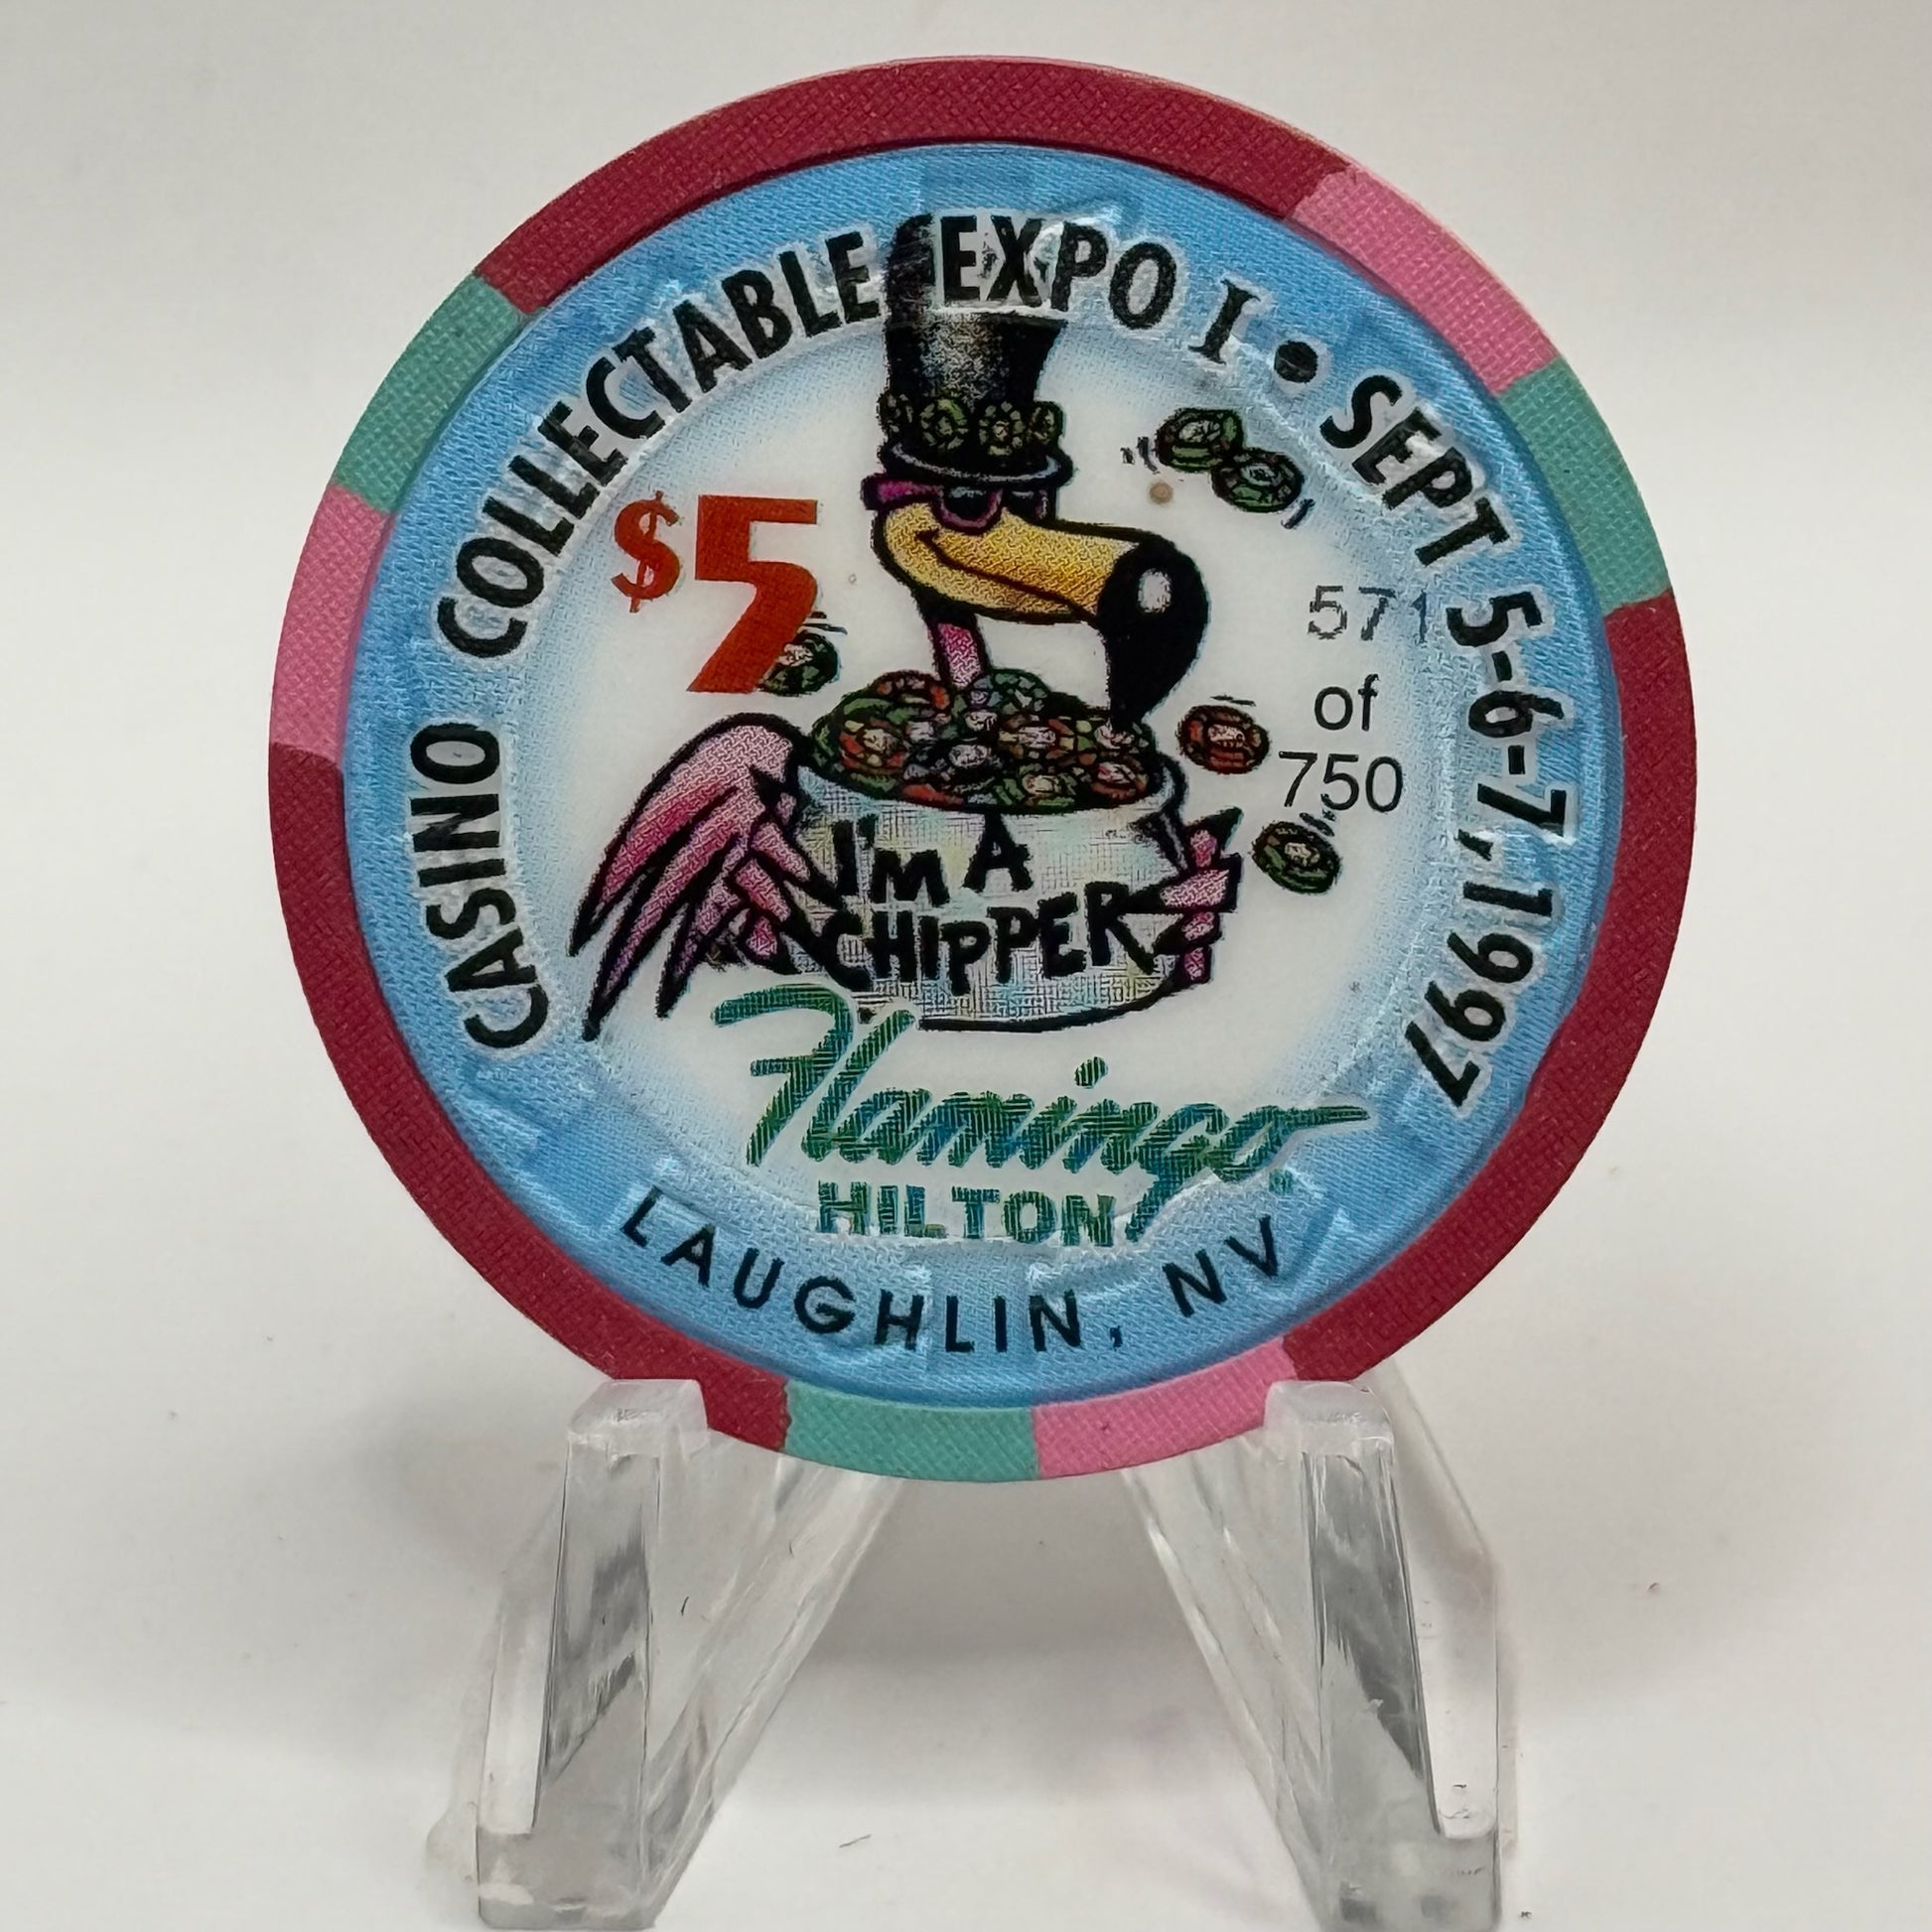 CASINO COLLECTABLE EXPO I • SEPT 5-6-7, 1997
$5
571
of
750
I'M A
CHIPPER
Flamingo
HILTON
LAUGHLIN, NV